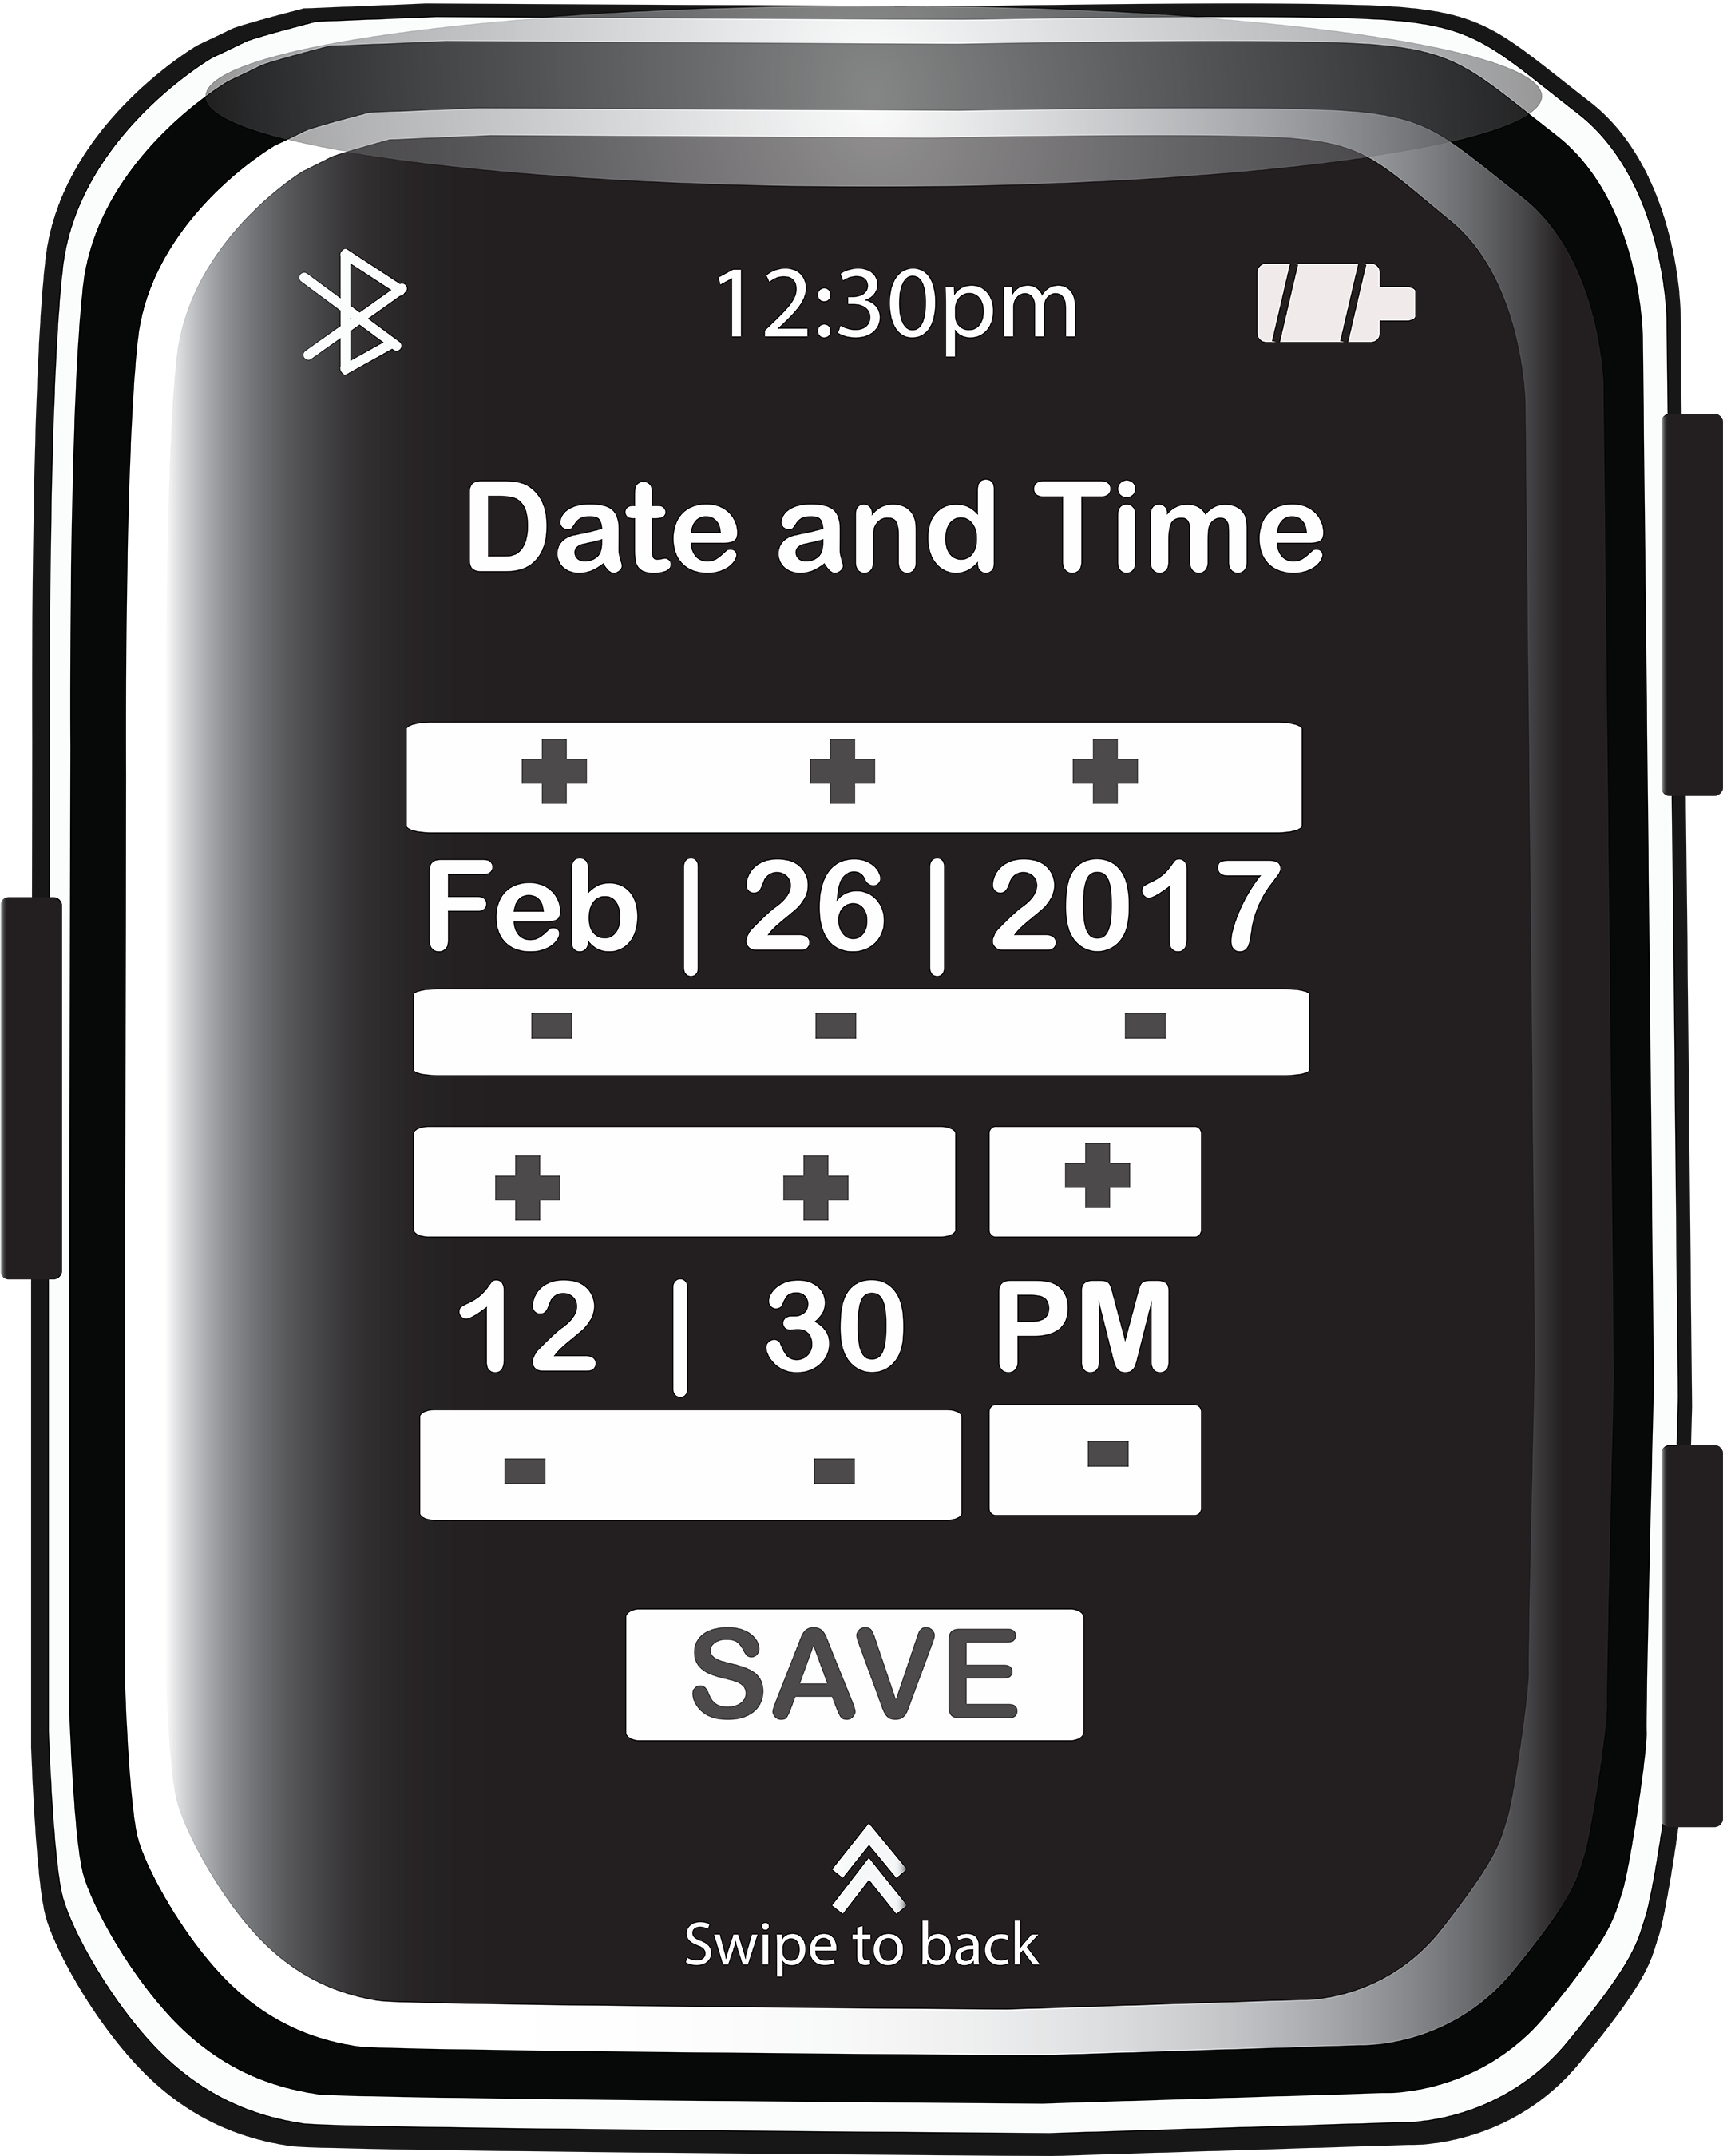 12:30pm
Date and Time
+ + +
Feb | 26 | 2017
- - -
+ + +
12 | 30 PM
- - -
SAVE
Swipe to back